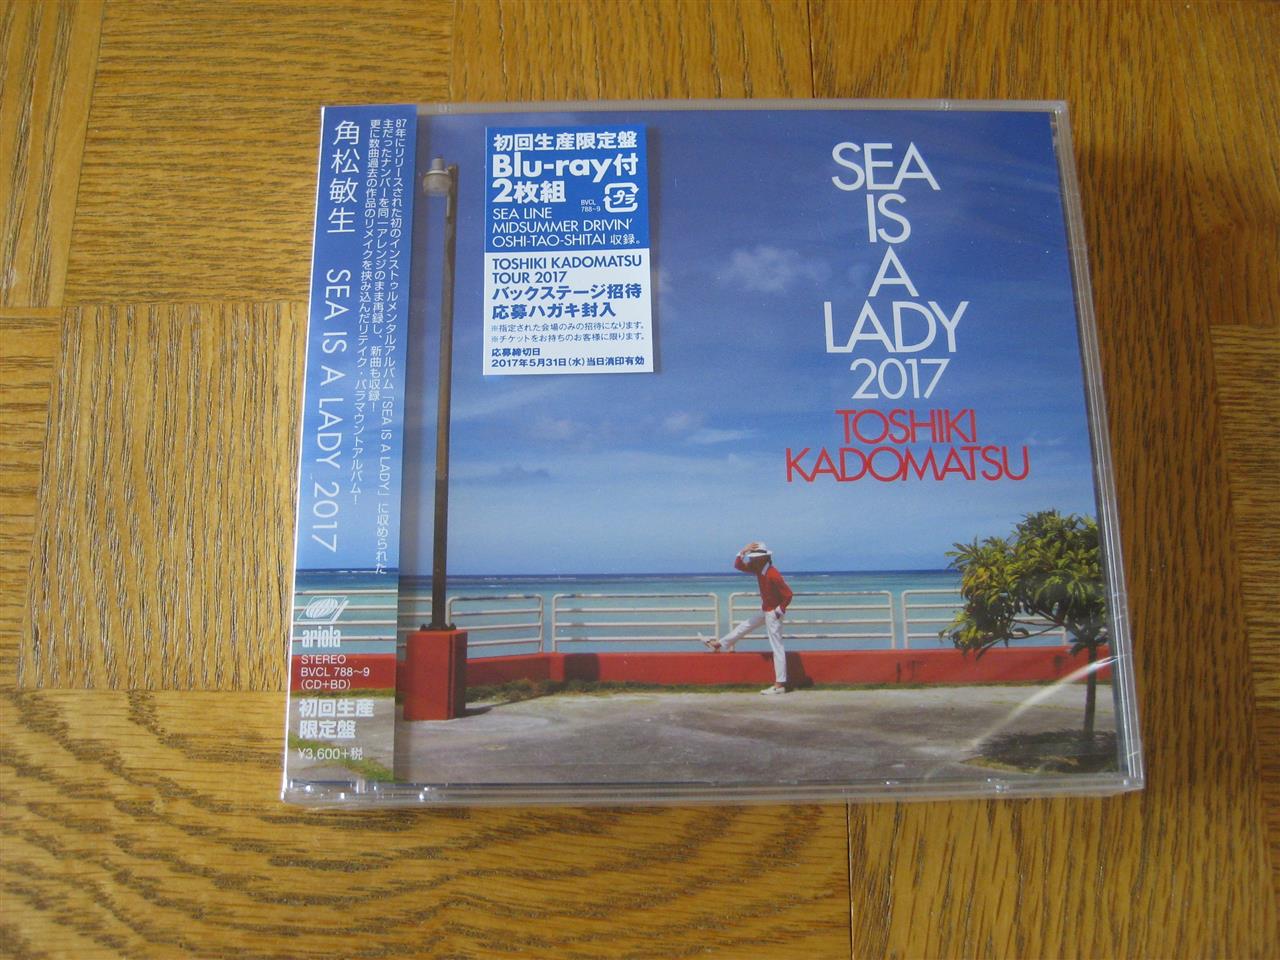 角松敏生 SEA IS A LADY 2017
87年にリリースされた初のインストゥルメンタルアルバム「SEA IS A LADY」に収められた
主だったナンバーを同一アレンジのまま再録し、新曲も収録！
更に数曲過去の作品のリメイクを挟み込んだリテイク・パラマウントアルバム！
ariola
STEREO
BVCL 788〜9
(CD+BD)
初回生産
限定盤
¥3,600+税
初回生産限定盤
Blu-ray付
2枚組
BVCL
788~9
プラ
SEA LINE
MIDSUMMER DRIVIN'
OSHI-TAO-SHITAI 収録。
TOSHIKI KADOMATSU
TOUR 2017
バックステージ招待
応募ハガキ封入
※指定された会場のみの招待になります。
※チケットをお持ちのお客様に限ります。
応募締切日
2017年5月31日(水)当日消印有効
SEA
IS
A
LADY
2017
TOSHIKI
KADOMATSU